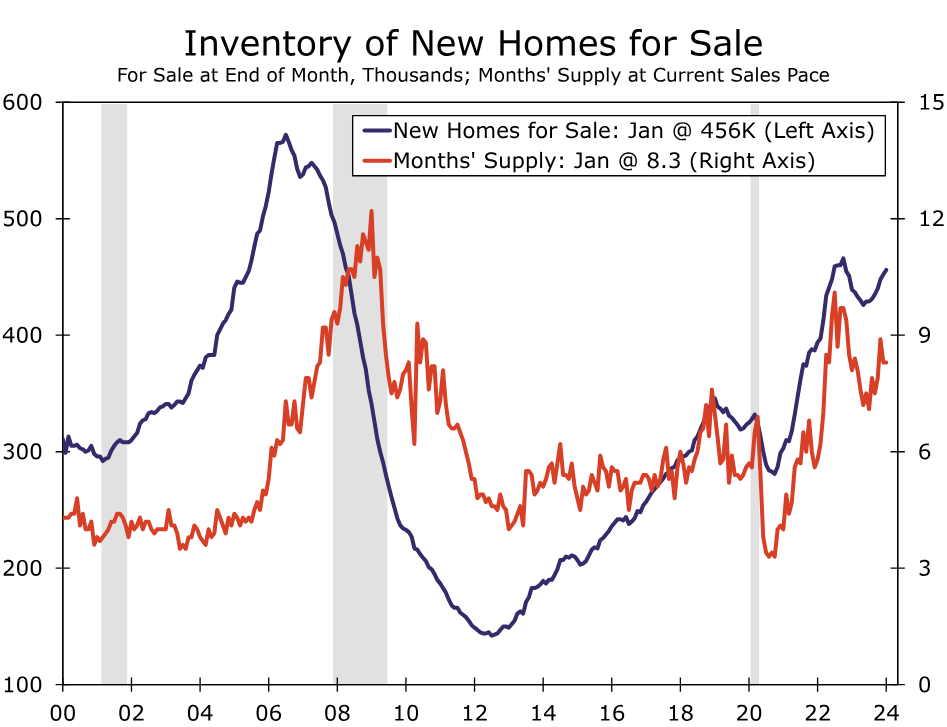 Inventory of New Homes for Sale
For Sale at End of Month, Thousands; Months' Supply at Current Sales Pace
600 15
New Homes for Sale: Jan @ 456K (Left Axis)
Months' Supply: Jan @ 8.3 (Right Axis)
500 12
400 9
300 6
200 3
100 0
00 02 04 06 08 10 12 14 16 18 20 22 24